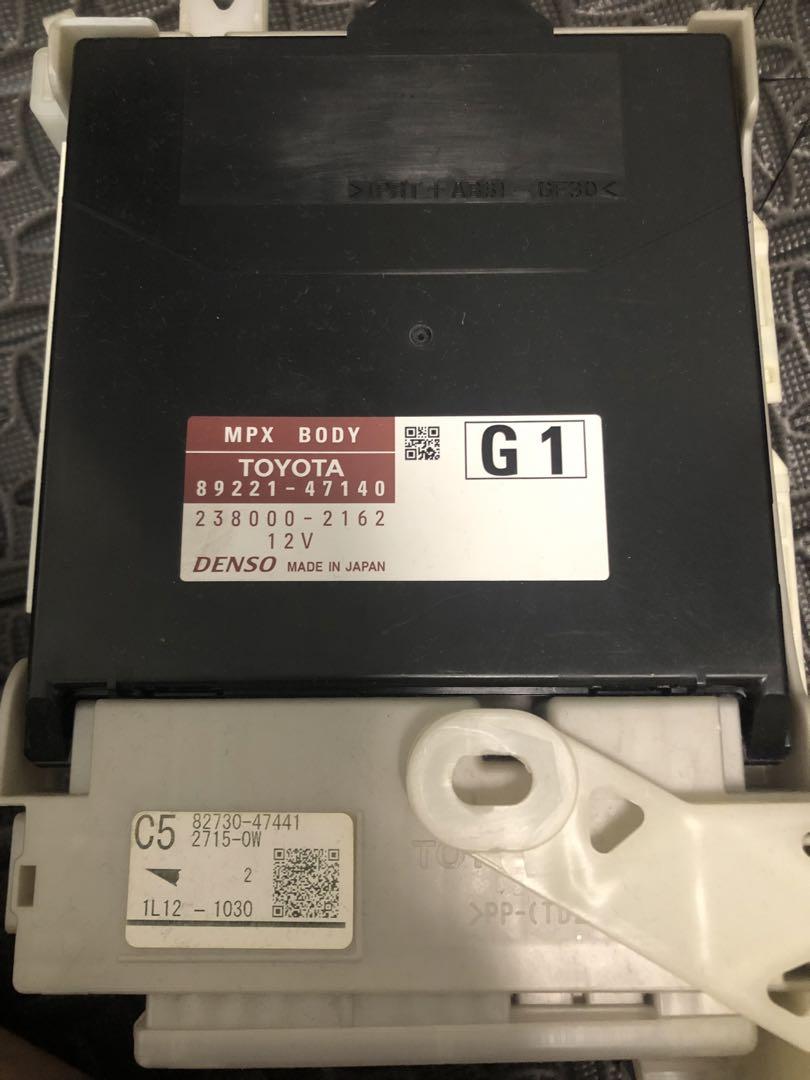 MPX BODY
TOYOTA
89221-47140
238000-2162
12V
DENSO MADE IN JAPAN
G1
C5 82730-47441
2715-0W
2
1L12-1030